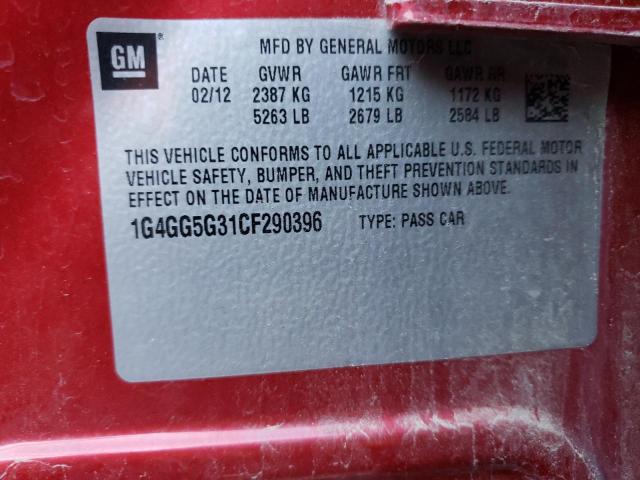 GM
MFD BY GENERAL MOTORS LLC
DATE GVWR GAWR FRT GAWR RR
02/12 2387 KG 1215 KG 1172 KG
5263 LB 2679 LB 2584 LB
THIS VEHICLE CONFORMS TO ALL APPLICABLE U.S. FEDERAL MOTOR
VEHICLE SAFETY, BUMPER, AND THEFT PREVENTION STANDARDS IN
EFFECT ON THE DATE OF MANUFACTURE SHOWN ABOVE.
1G4GG5G31CF290396 TYPE: PASS CAR